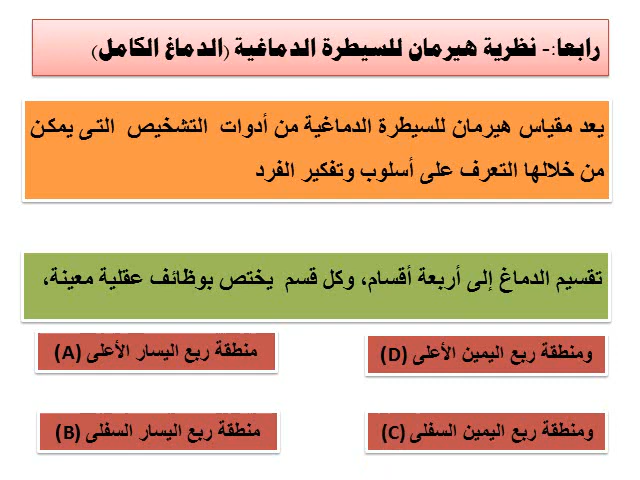 رابعا:- نظرية هيرمان للسيطرة الدماغية (الدماغ الكامل)
يعد مقياس هيرمان للسيطرة الدماغية من أدوات التشخيص التى يمكن
من خلالها التعرف على أسلوب وتفكير الفرد
تقسيم الدماغ إلى أربعة أقسام، وكل قسم يختص بوظائف عقلية معينة،
ومنطقة ربع اليمين الأعلى (D)
منطقة ربع اليسار الأعلى (A)
ومنطقة ربع اليمين السفلى (C)
منطقة ربع اليسار السفلى (B)